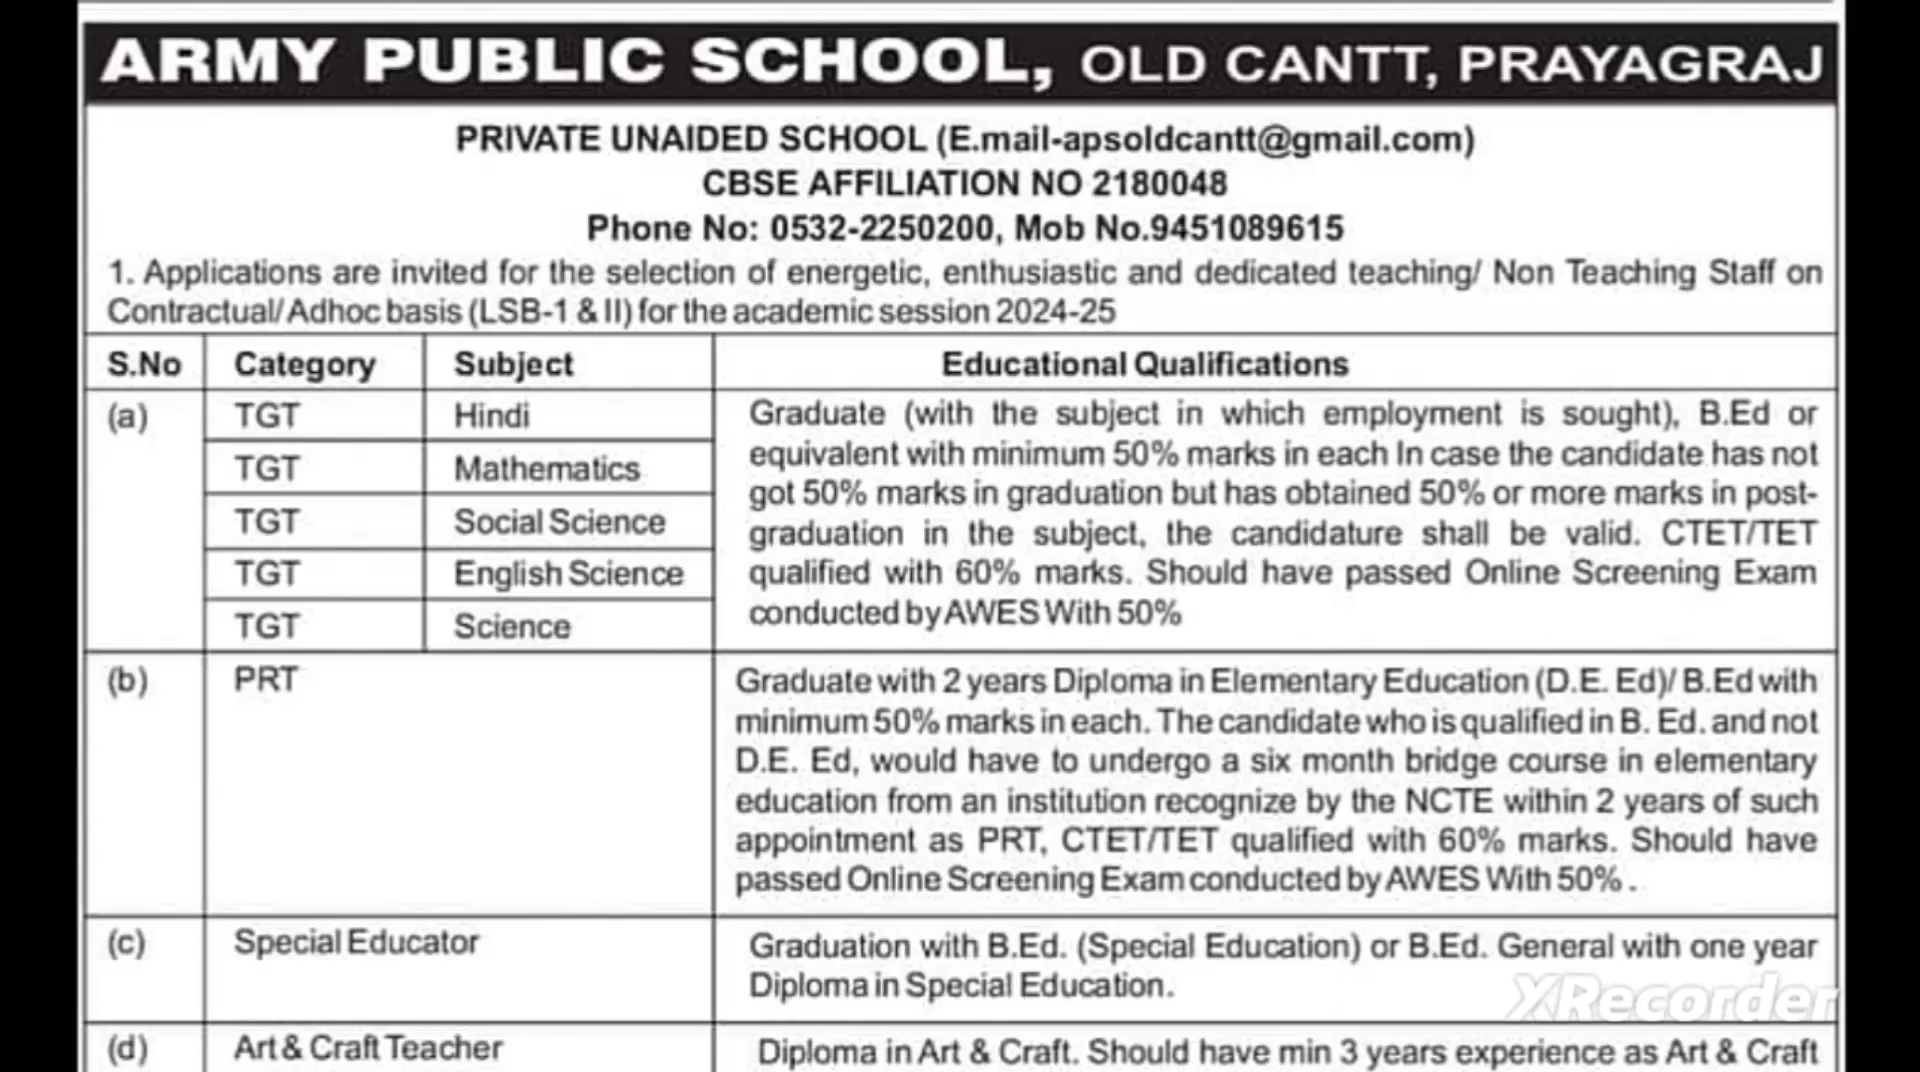 ARMY PUBLIC SCHOOL, OLD CANTT, PRAYAGRAJ
PRIVATE UNAIDED SCHOOL (E.mail-apsoldcantt@gmail.com)
CBSE AFFILIATION NO 2180048
Phone No: 0532-2250200, Mob No.9451089615
1. Applications are invited for the selection of energetic, enthusiastic and dedicated teaching/ Non Teaching Staff on
Contractual/ Adhoc basis (LSB-1 & II) for the academic session 2024-25
S.No Category Subject Educational Qualifications
(a) TGT Hindi
TGT Mathematics
TGT Social Science
TGT English Science
TGT Science
Graduate (with the subject in which employment is sought), B.Ed or
equivalent with minimum 50% marks in each In case the candidate has not
got 50% marks in graduation but has obtained 50% or more marks in post-
graduation in the subject, the candidature shall be valid. CTET/TET
qualified with 60% marks. Should have passed Online Screening Exam
conducted by AWES With 50%
(b) PRT
Graduate with 2 years Diploma in Elementary Education (D.E. Ed)/ B.Ed with
minimum 50% marks in each. The candidate who is qualified in B. Ed. and not
D.E. Ed, would have to undergo a six month bridge course in elementary
education from an institution recognize by the NCTE within 2 years of such
appointment as PRT, CTET/TET qualified with 60% marks. Should have
passed Online Screening Exam conducted by AWES With 50% .
(c) Special Educator
Graduation with B.Ed. (Special Education) or B.Ed. General with one year
Diploma in Special Education.
XRecorder
(d) Art & Craft Teacher
Diploma in Art & Craft. Should have min 3 years experience as Art & Craft